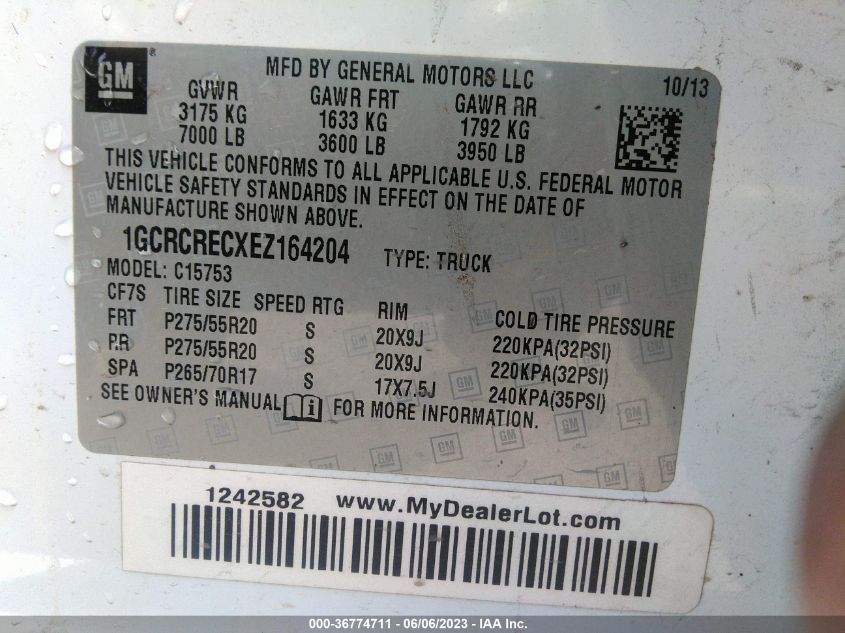 GM ®
MFD BY GENERAL MOTORS LLC 10/13
GVWR GAWR FRT GAWR RR
3175 KG 1633 KG 1792 KG
7000 LB 3600 LB 3950 LB
THIS VEHICLE CONFORMS TO ALL APPLICABLE U.S. FEDERAL MOTOR
VEHICLE SAFETY STANDARDS IN EFFECT ON THE DATE OF
MANUFACTURE SHOWN ABOVE.
1GCRCRECXEZ164204 TYPE: TRUCK
MODEL: C15753
CF7S TIRE SIZE SPEED RTG RIM COLD TIRE PRESSURE
FRT P275/55R20 S 20X9J 220KPA(32PSI)
RR P275/55R20 S 20X9J 220KPA(32PSI)
SPA P265/70R17 S 17X7.5J 240KPA(35PSI)
SEE OWNER'S MANUAL i FOR MORE INFORMATION.
1242582 www.MyDealerLot.com
000-36774711 - 06/06/2023 - IAA Inc.